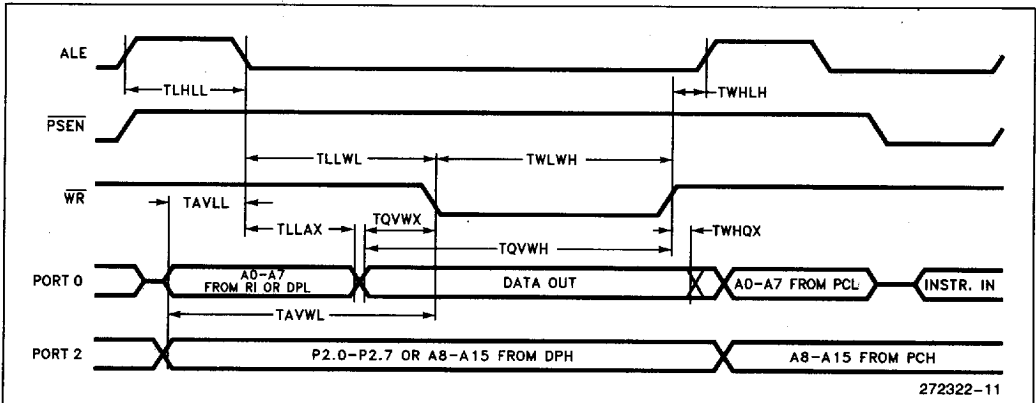 ALE
TLHLL
TWHLH
PSEN
TLLWL
TWLWH
WR
TAVLL
TLLAX
TQVWX
TQVWH
TWHQX
PORT 0
A0-A7
FROM RI OR DPL
DATA OUT
A0-A7 FROM PCL
INSTR. IN
TAVWL
PORT 2
P2.0-P2.7 OR A8-A15 FROM DPH
A8-A15 FROM PCH
272322-11